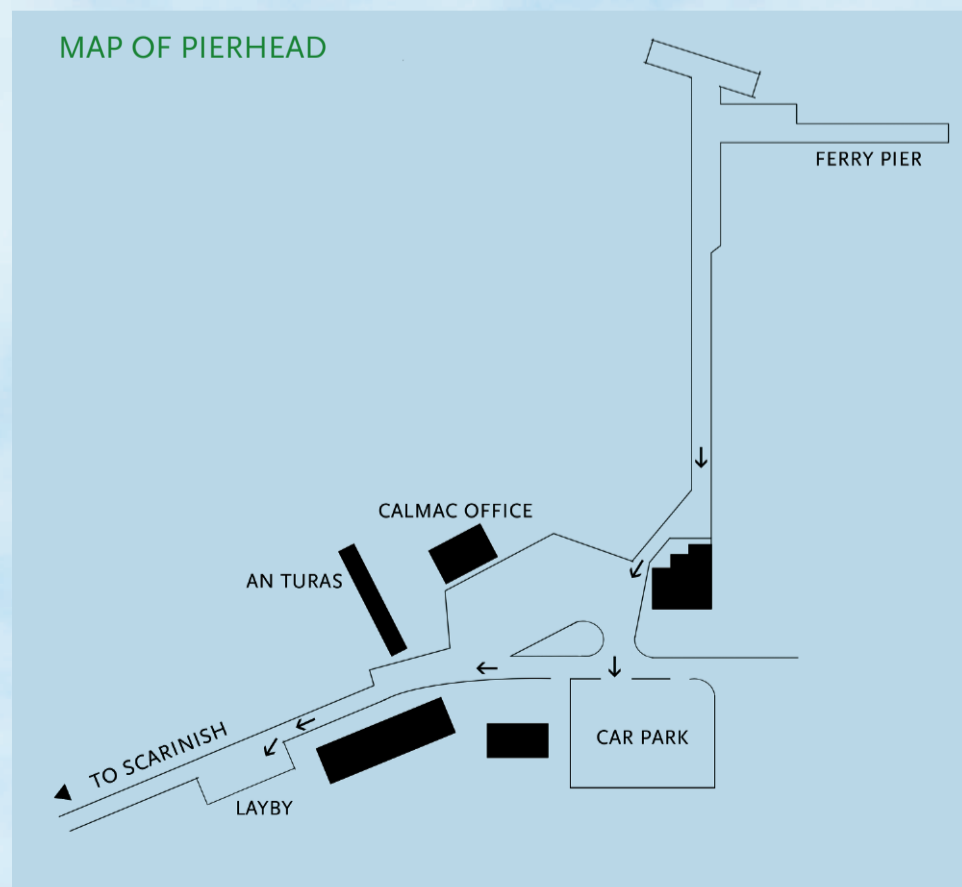 MAP OF PIERHEAD
FERRY PIER
CALMAC OFFICE
AN TURAS
TO SCARINISH
CAR PARK
LAYBY